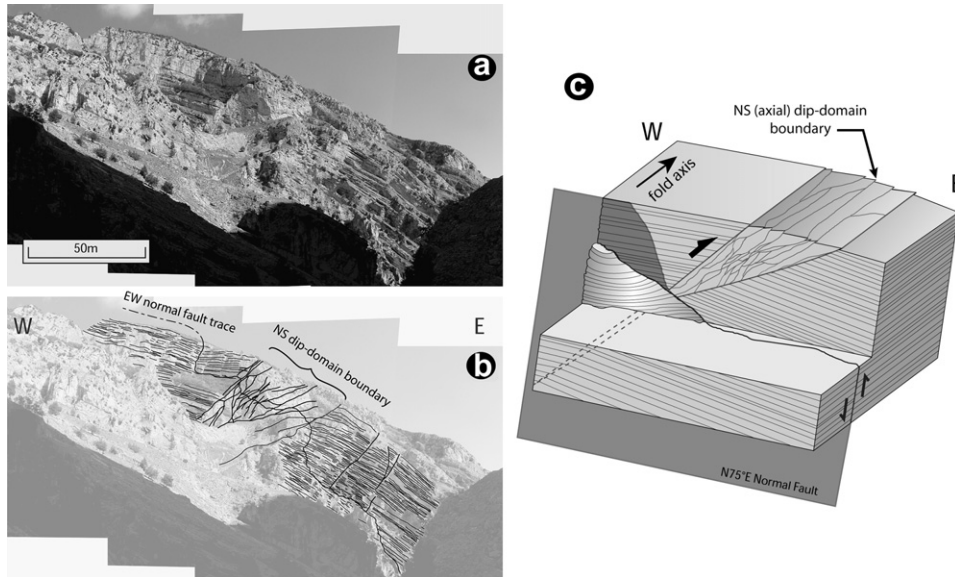 a
50m
W
EW normal fault trace
NS dip-domain
boundary
E
b
c
NS (axial) dip-domain
boundary
W
fold axis
N75°E Normal Fault